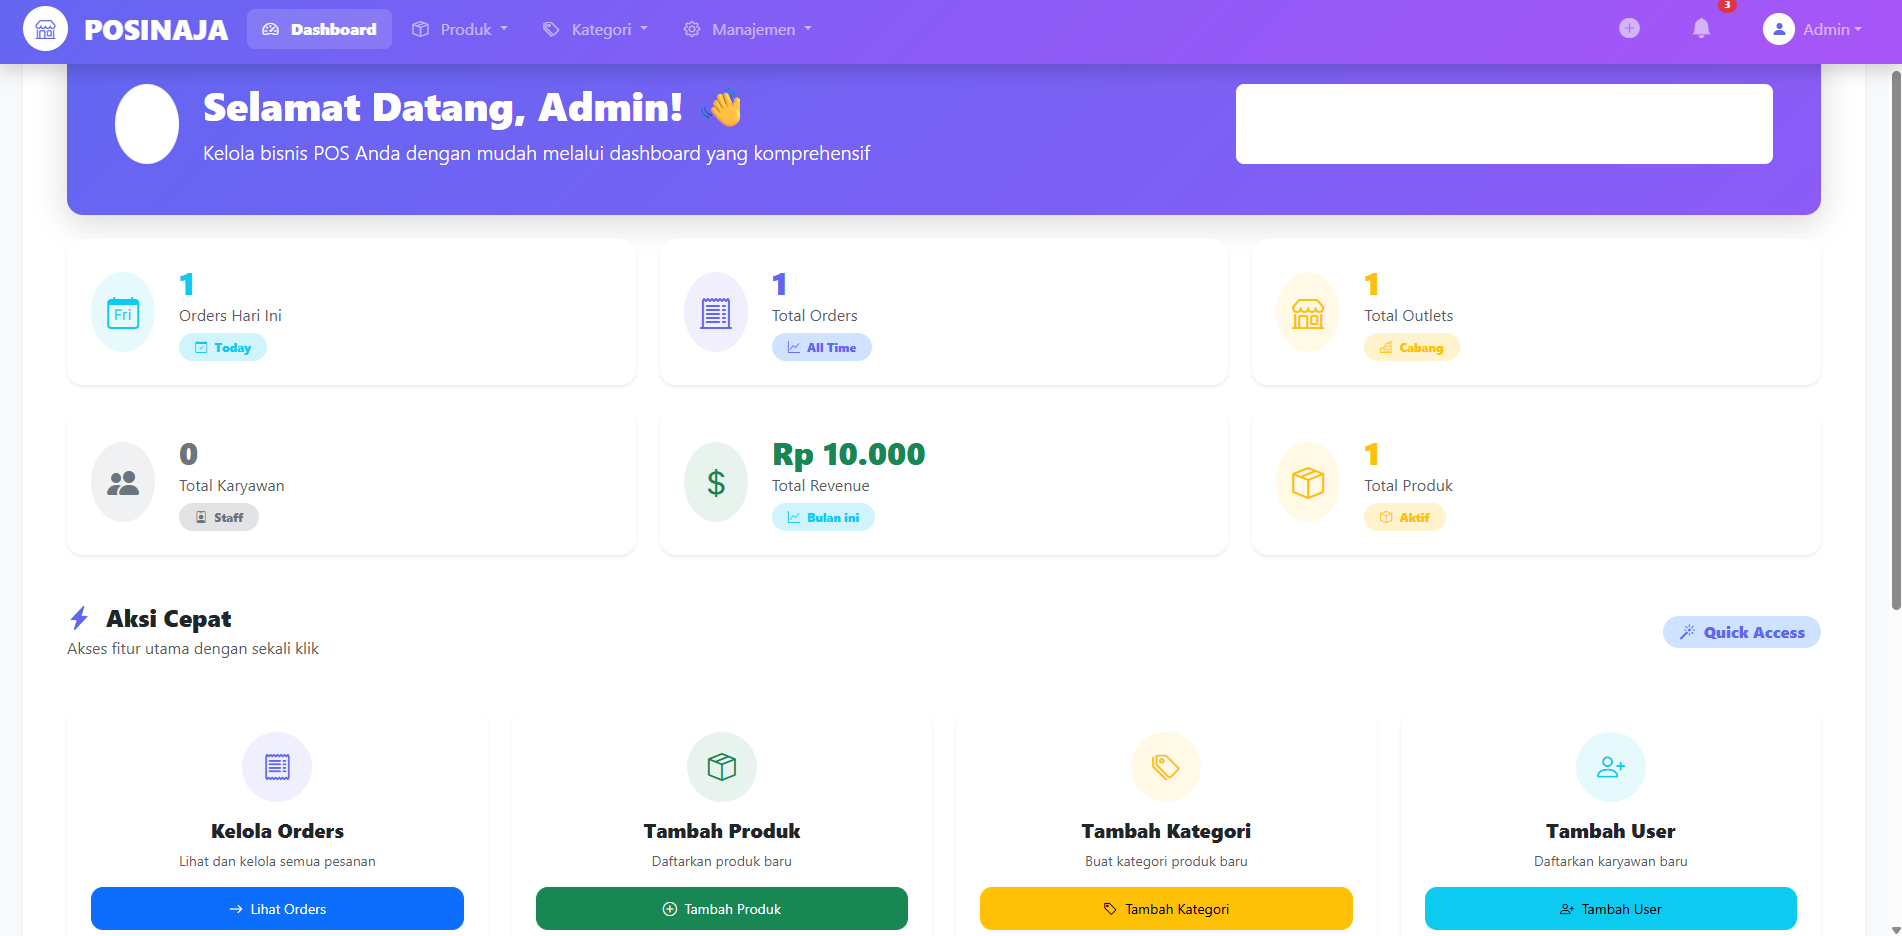 POSINAJA
Dashboard
Produk
Kategori
Manajemen
3
Admin
Selamat Datang, Admin! 👋
Kelola bisnis POS Anda dengan mudah melalui dashboard yang komprehensif
Fri
1
Orders Hari Ini
Today
1
Total Orders
All Time
1
Total Outlets
Cabang
0
Total Karyawan
Staff
$
Rp 10.000
Total Revenue
Bulan ini
1
Total Produk
Aktif
Aksi Cepat
Akses fitur utama dengan sekali klik
Quick Access
Kelola Orders
Lihat dan kelola semua pesanan
Lihat Orders
Tambah Produk
Daftarkan produk baru
Tambah Produk
Tambah Kategori
Buat kategori produk baru
Tambah Kategori
Tambah User
Daftarkan karyawan baru
Tambah User